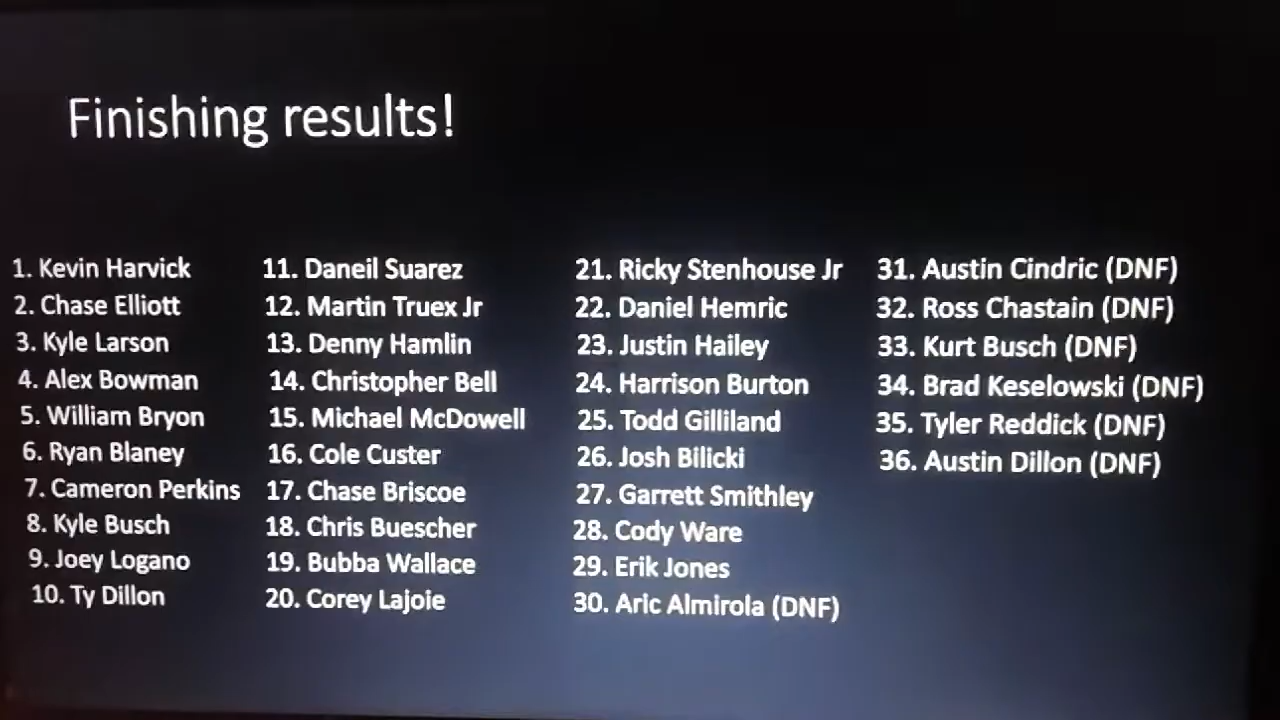 Finishing results!
1. Kevin Harvick
2. Chase Elliott
3. Kyle Larson
4. Alex Bowman
5. William Bryon
6. Ryan Blaney
7. Cameron Perkins
8. Kyle Busch
9. Joey Logano
10. Ty Dillon
11. Daneil Suarez
12. Martin Truex Jr
13. Denny Hamlin
14. Christopher Bell
15. Michael McDowell
16. Cole Custer
17. Chase Briscoe
18. Chris Buescher
19. Bubba Wallace
20. Corey Lajoie
21. Ricky Stenhouse Jr
22. Daniel Hemric
23. Justin Hailey
24. Harrison Burton
25. Todd Gilliland
26. Josh Bilicki
27. Garrett Smithley
28. Cody Ware
29. Erik Jones
30. Aric Almirola (DNF)
31. Austin Cindric (DNF)
32. Ross Chastain (DNF)
33. Kurt Busch (DNF)
34. Brad Keselowski (DNF)
35. Tyler Reddick (DNF)
36. Austin Dillon (DNF)